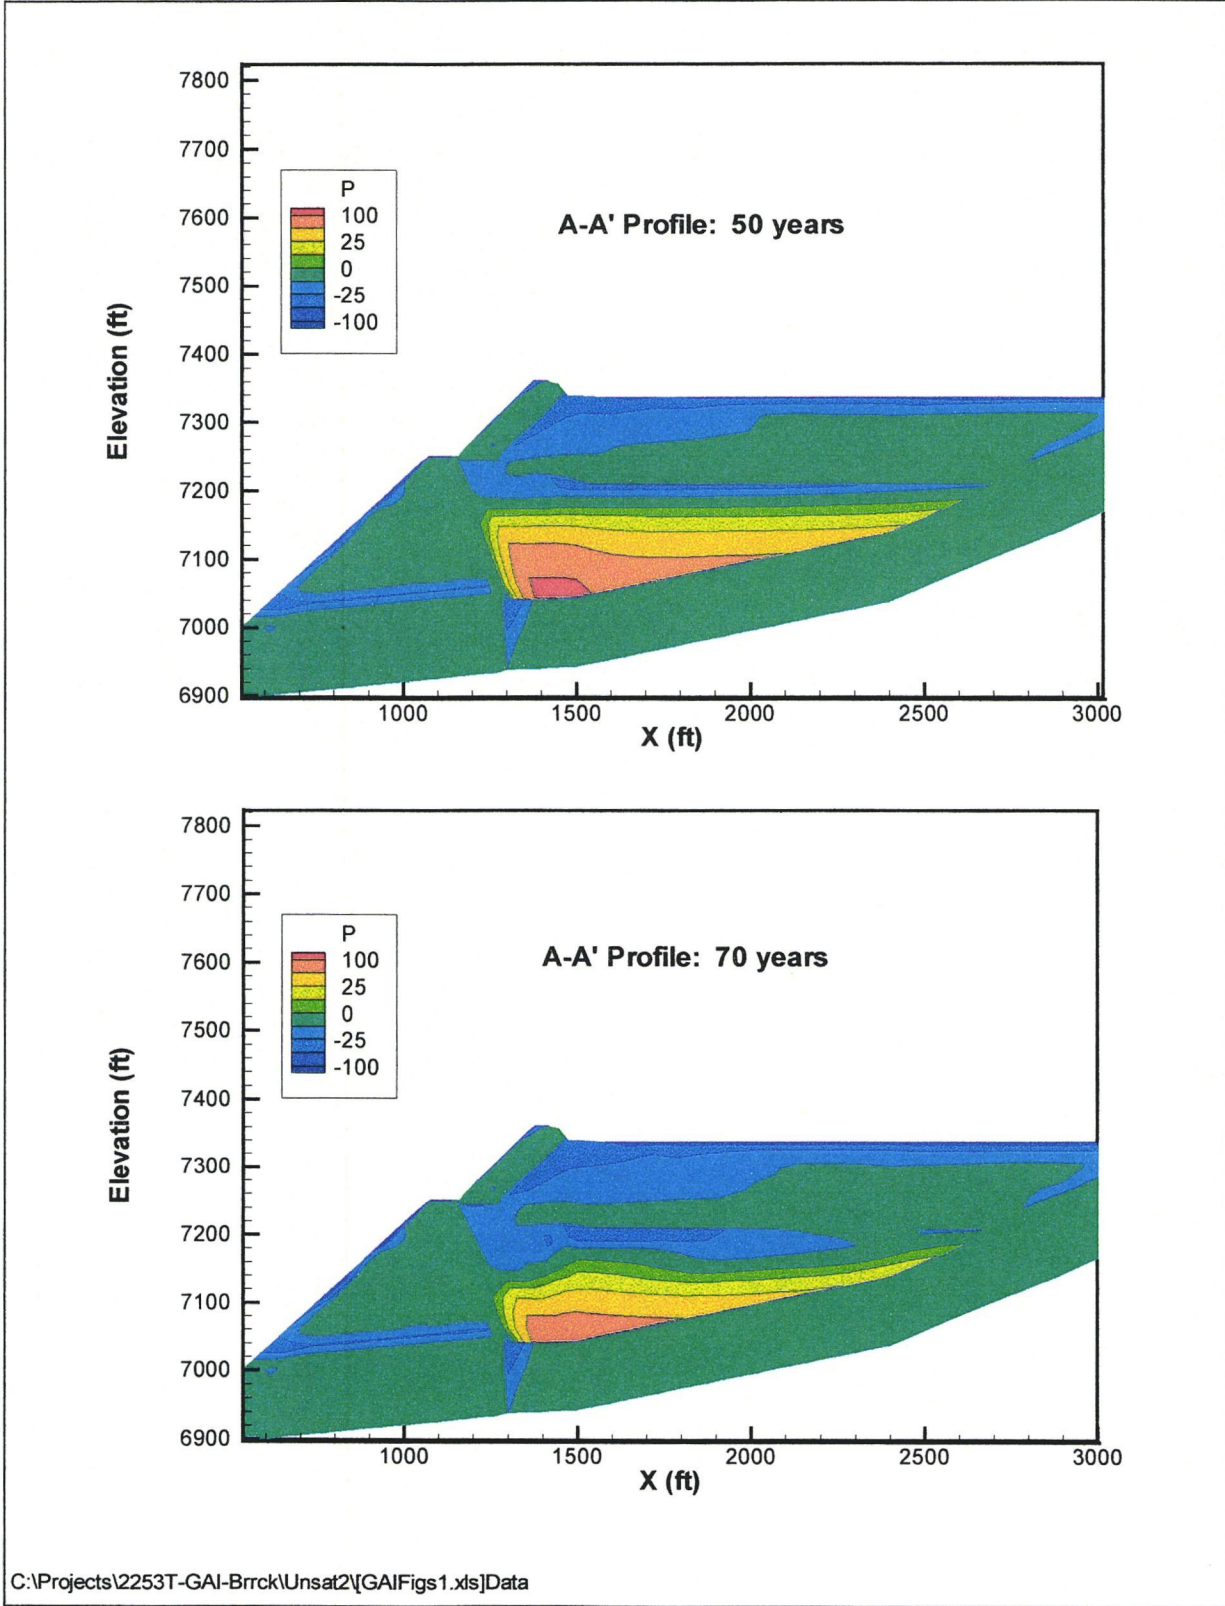 7800
7700
7600
7500
7400
7300
7200
7100
7000
6900
Elevation (ft)
P
100
25
0
-25
-100
A-A' Profile: 50 years
1000 1500 2000 2500 3000
X (ft)
7800
7700
7600
7500
7400
7300
7200
7100
7000
6900
Elevation (ft)
P
100
25
0
-25
-100
A-A' Profile: 70 years
1000 1500 2000 2500 3000
X (ft)
C:\Projects\2253T-GAI-Brrck\Unsat2\[GAIFigs1.xls]Data